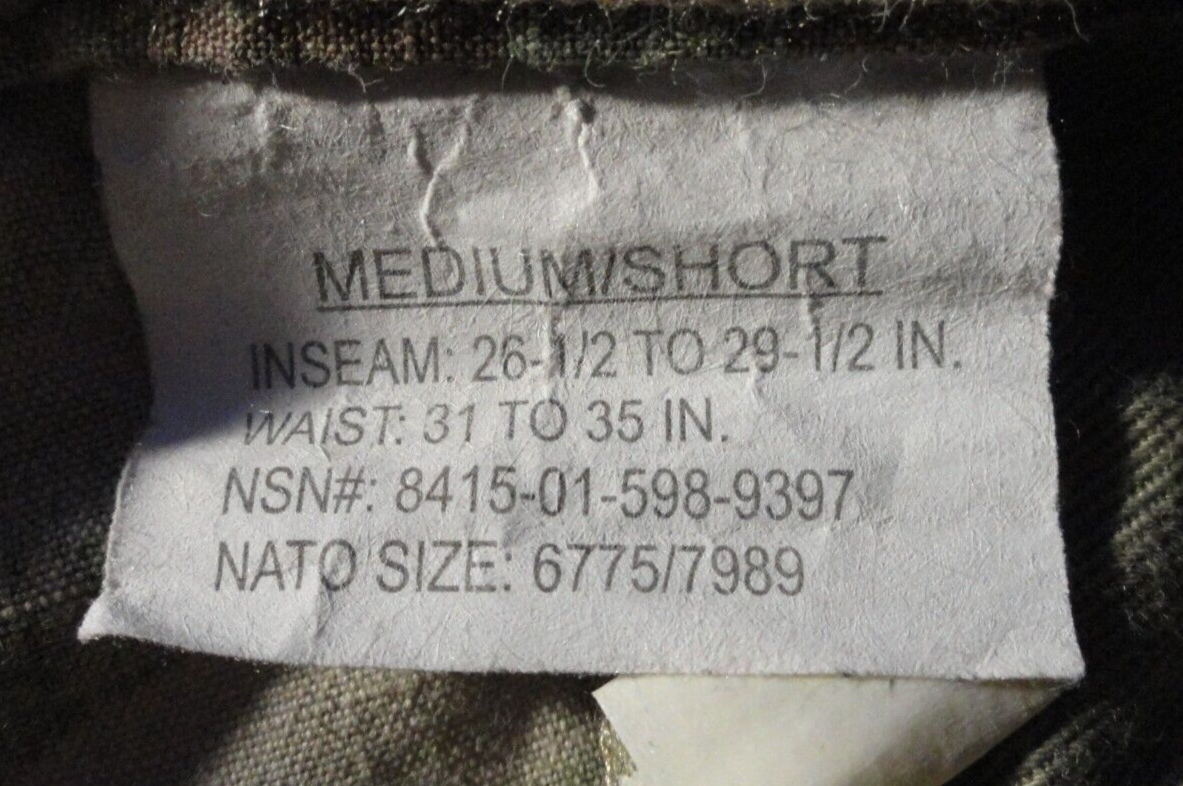 MEDIUM/SHORT
INSEAM: 26-1/2 TO 29-1/2 IN.
WAIST: 31 TO 35 IN.
NSN#: 8415-01-598-9397
NATO SIZE: 6775/7989